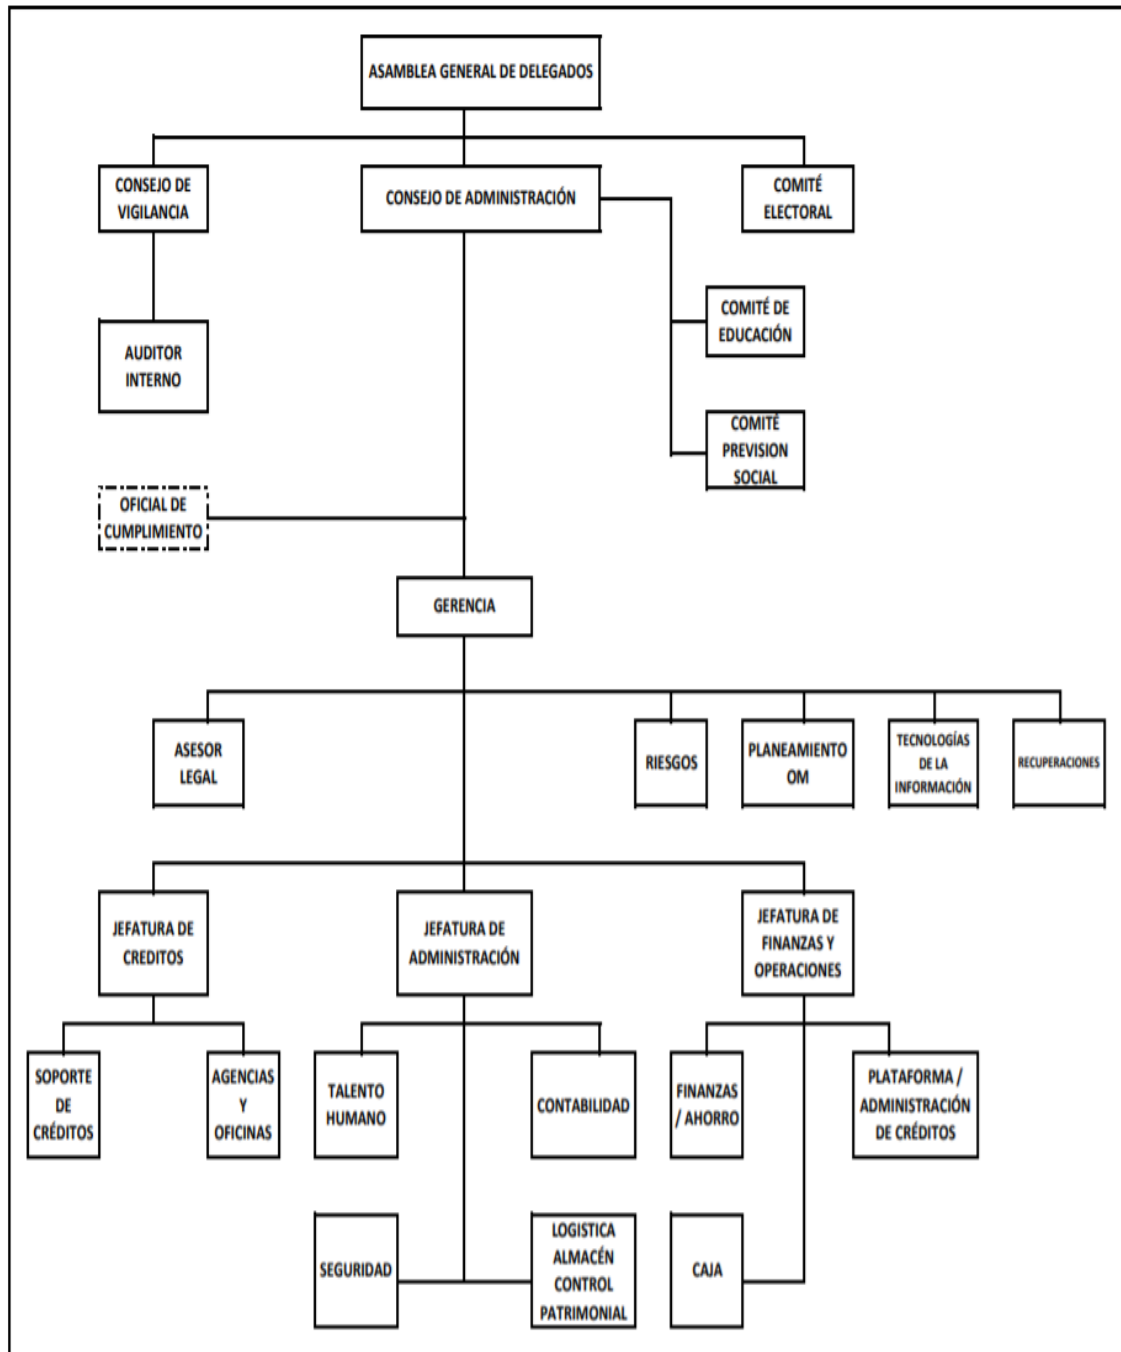 ASAMBLEA GENERAL DE DELEGADOS
CONSEJO DE
VIGILANCIA
CONSEJO DE ADMINISTRACIÓN
COMITÉ
ELECTORAL
COMITÉ DE
EDUCACIÓN
AUDITOR
INTERNO
COMITÉ
PREVISION
SOCIAL
OFICIAL DE
CUMPLIMIENTO
GERENCIA
ASESOR
LEGAL
RIESGOS
PLANEAMIENTO
OM
TECNOLOGÍAS
DE LA
INFORMACIÓN
RECUPERACIONES
JEFATURA DE
CREDITOS
JEFATURA DE
ADMINISTRACIÓN
JEFATURA DE
FINANZAS Y
OPERACIONES
SOPORTE
DE
CRÉDITOS
AGENCIAS
Y
OFICINAS
TALENTO
HUMANO
CONTABILIDAD
FINANZAS
/ AHORRO
PLATAFORMA /
ADMINISTRACIÓN
DE CRÉDITOS
SEGURIDAD
LOGISTICA
ALMACÉN
CONTROL
PATRIMONIAL
CAJA